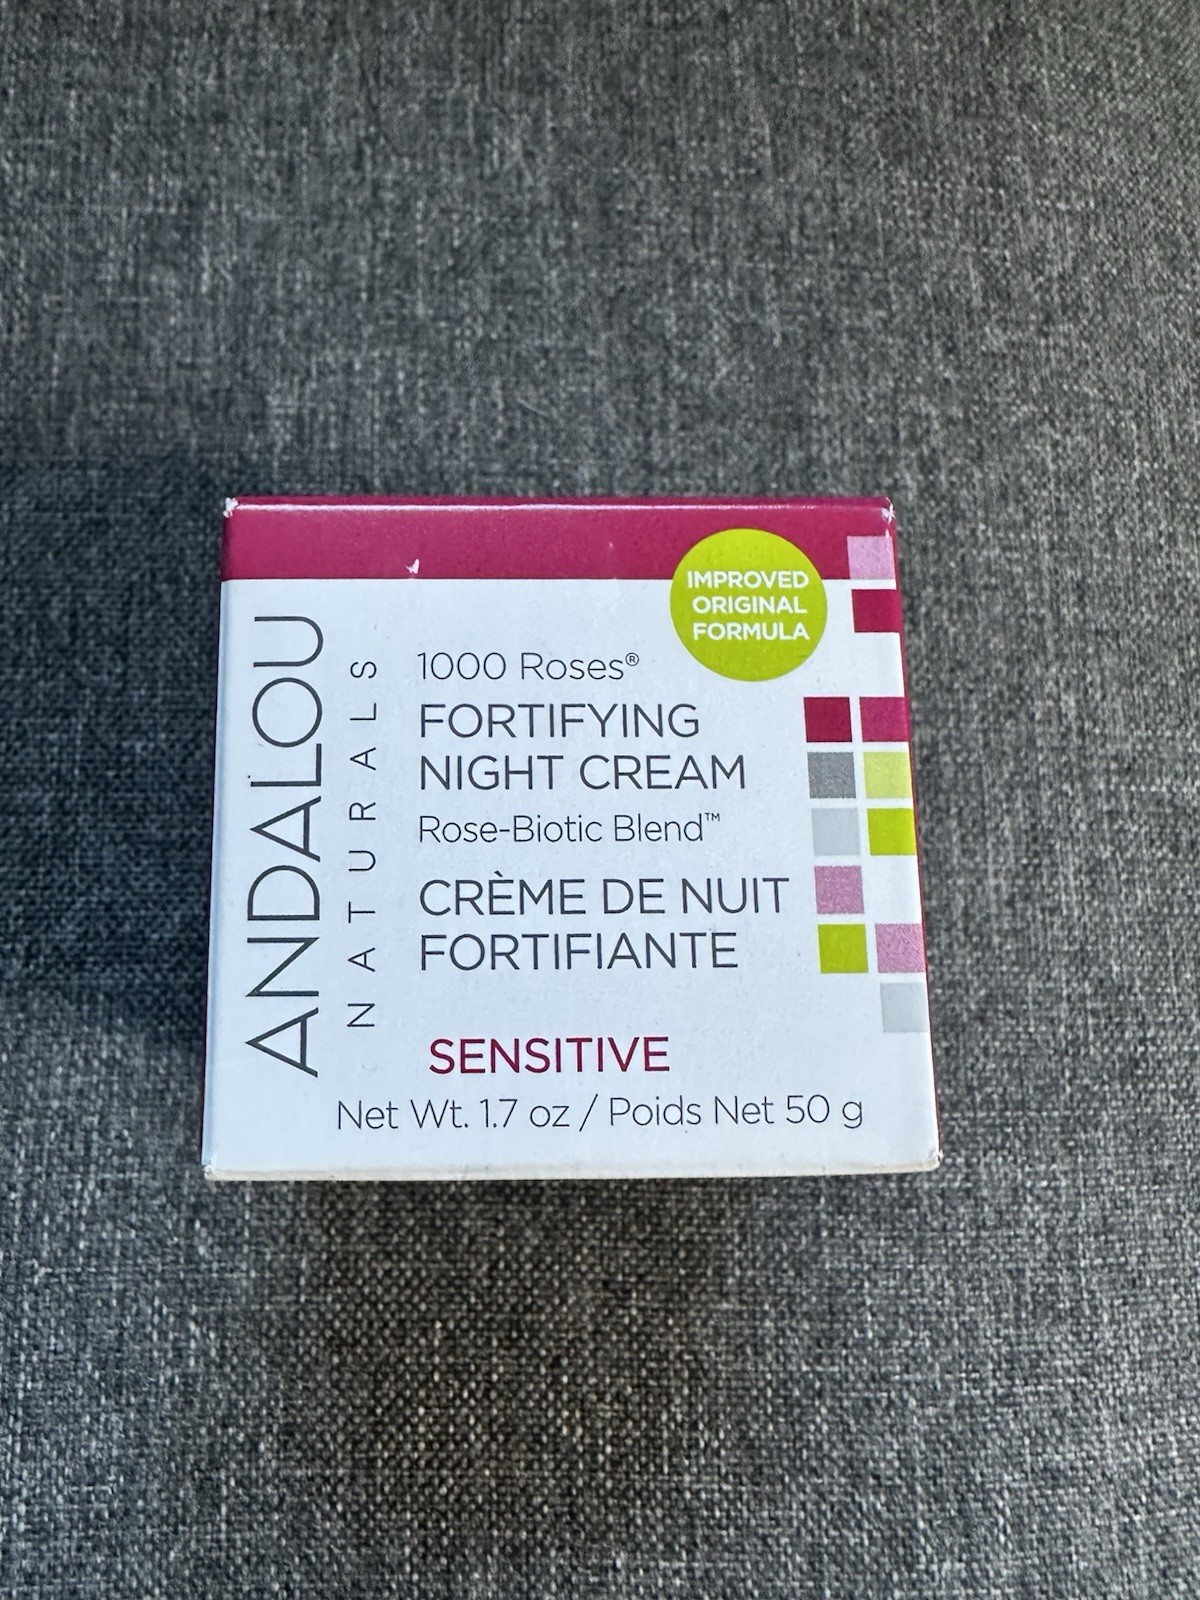 IMPROVED
ORIGINAL
FORMULA
ANDALOU
NATURALS
1000 Roses®
FORTIFYING
NIGHT CREAM
Rose-Biotic Blend™
CRÈME DE NUIT
FORTIFIANTE
SENSITIVE
Net Wt. 1.7 oz / Poids Net 50 g